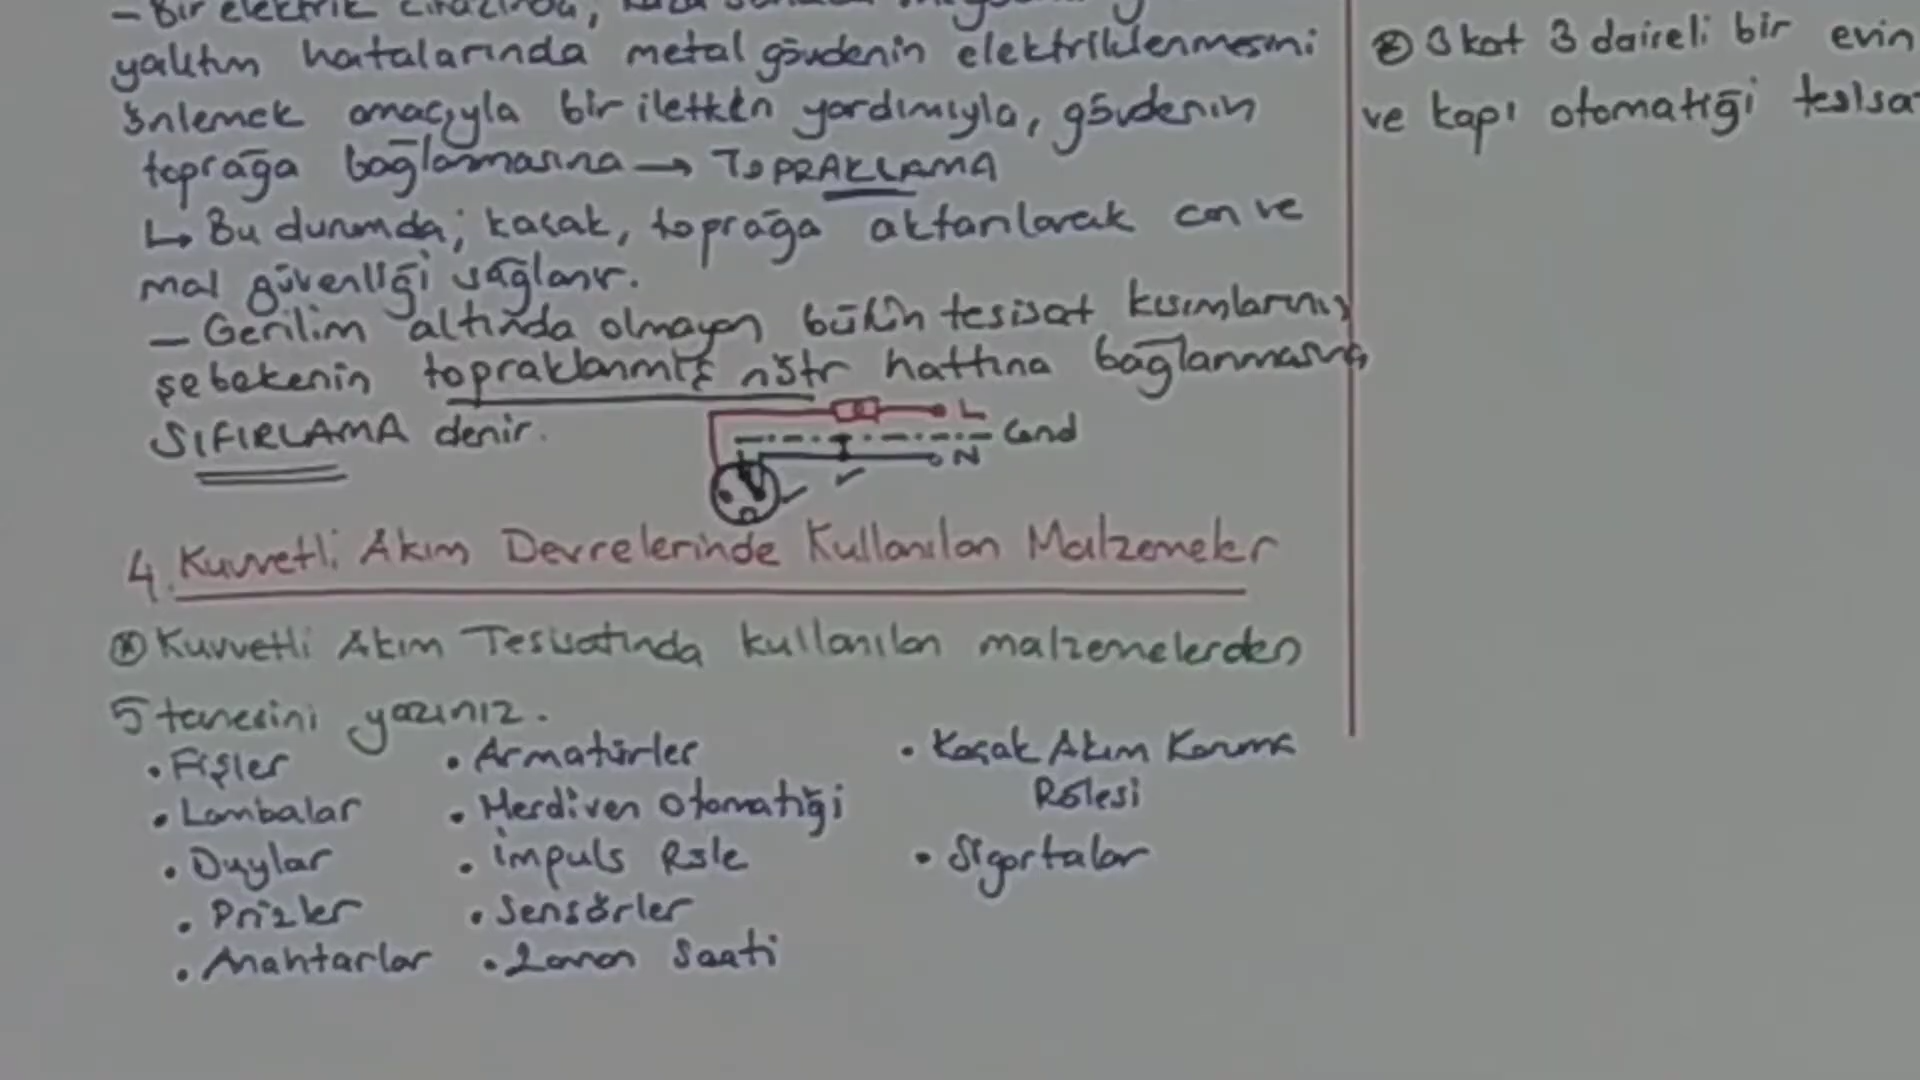 - Bir elektrik
yalıtım hatalarında metal gövdenin elektriklenmesini
önlemek amacıyla bir iletken yardımıyla, gövdenin
toprağa bağlanmasına → TOPRAKLAMA
↳ Bu durumda; kaçak, toprağa aktarılarak can ve
mal güvenliği sağlanır.
- Gerilim altında olmayan bütün tesisat kısımlarının
şebekenin topraklanmış nötr hattına bağlanmasına
SIFIRLAMA denir.
L
Gnd
N
4. Kuvvetli Akım Devrelerinde Kullanılan Malzemeler
Kuvvetli Akım Tesisatında kullanılan malzemelerden
5 tanesini yazınız.
• Fişler
• Lambalar
• Duylar
• Prizler
• Anahtarlar
• Armatürler
• Merdiven Otomatiği
• İmpuls Röle
• Sensörler
• Zaman Saati
• Kaçak Akım Koruma
Rölesi
• Sigortalar
3 kat 3 daireli bir evin
ve kapı otomatiği